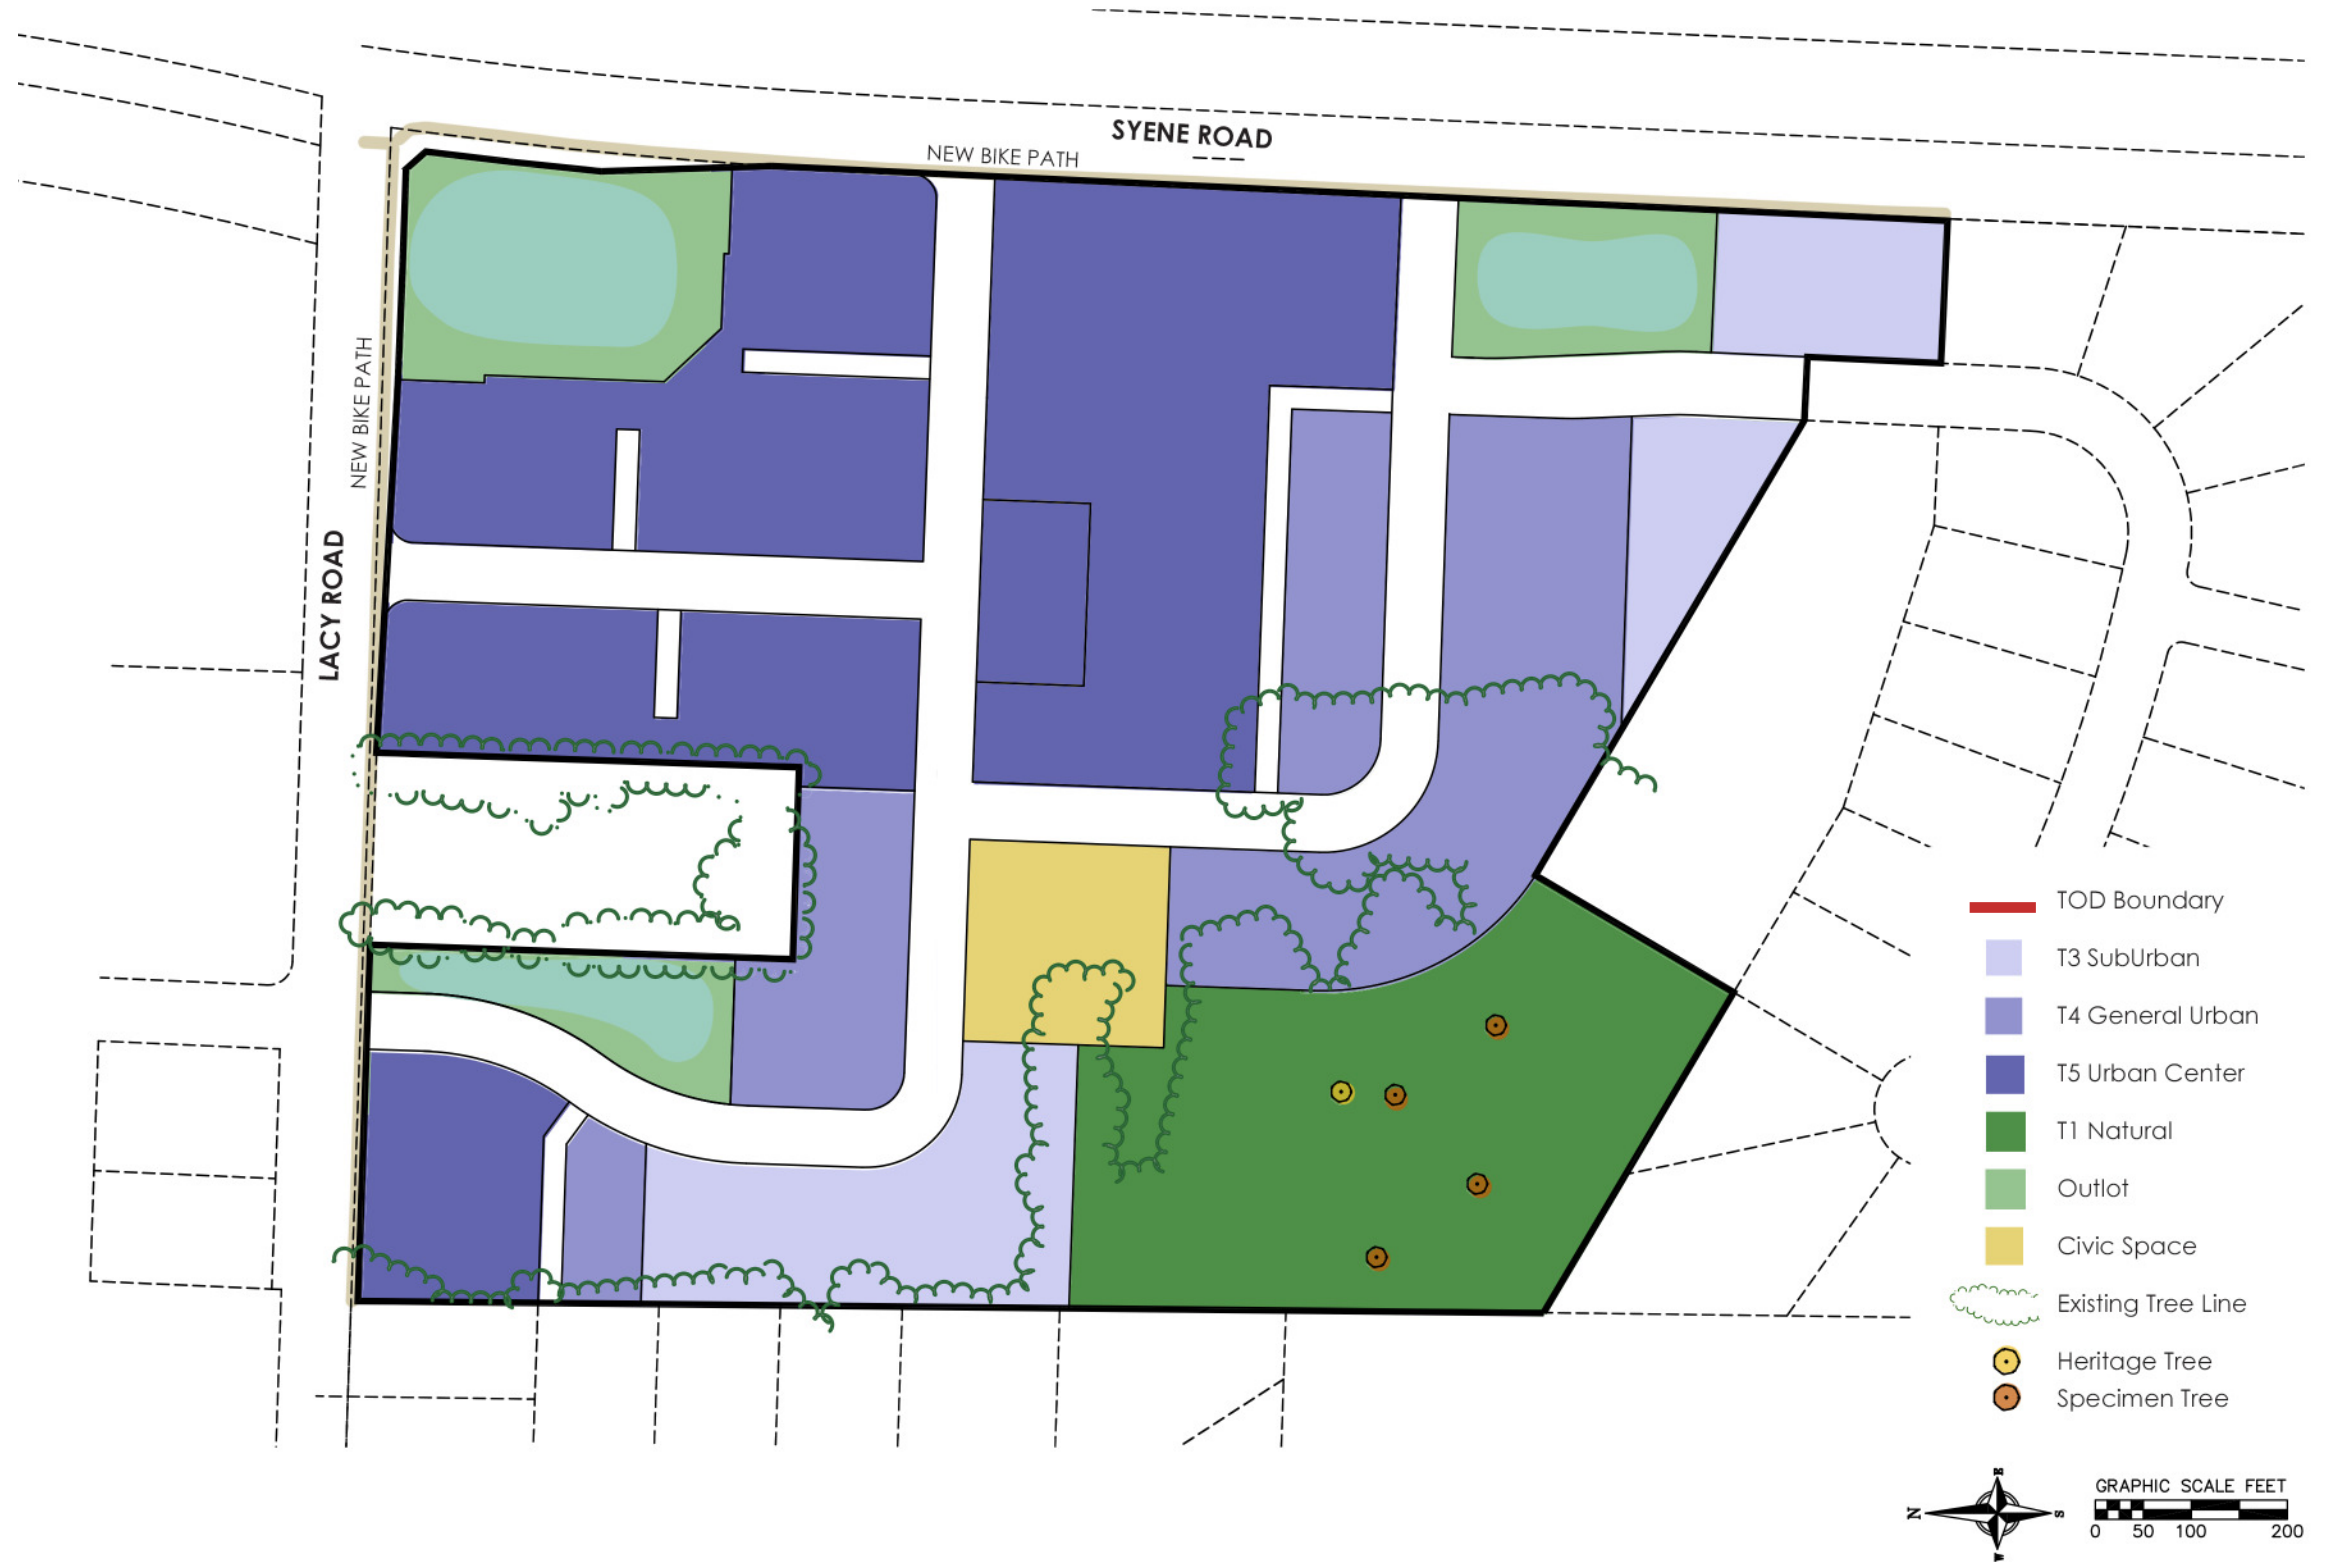 SYENE ROAD
NEW BIKE PATH
NEW BIKE PATH
LACY ROAD
TOD Boundary
T3 SubUrban
T4 General Urban
T5 Urban Center
T1 Natural
Outlot
Civic Space
Existing Tree Line
Heritage Tree
Specimen Tree
E
N
S
W
GRAPHIC SCALE FEET
0 50 100 200